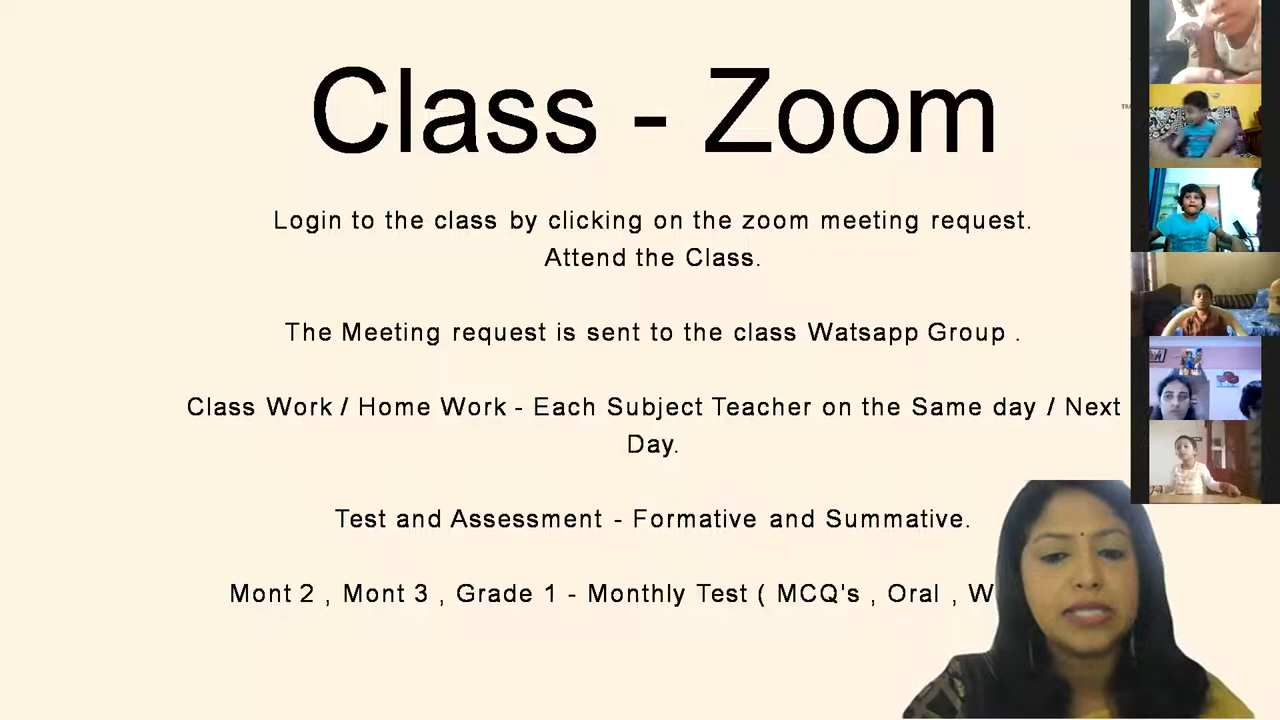 Class - Zoom
Login to the class by clicking on the zoom meeting request.
Attend the Class.
The Meeting request is sent to the class Watsapp Group .
Class Work / Home Work - Each Subject Teacher on the Same day / Next
Day.
Test and Assessment - Formative and Summative.
Mont 2 , Mont 3 , Grade 1 - Monthly Test ( MCQ's , Oral ,